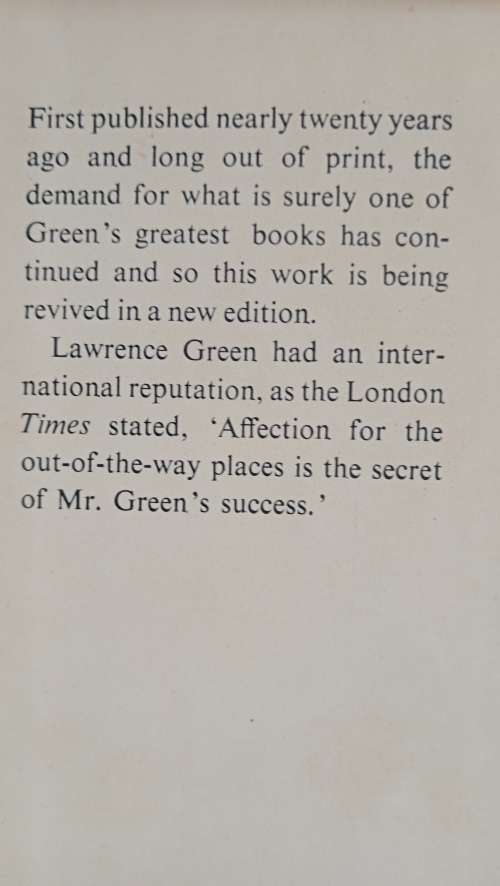 First published nearly twenty years
ago and long out of print, the
demand for what is surely one of
Green's greatest books has con-
tinued and so this work is being
revived in a new edition.
Lawrence Green had an inter-
national reputation, as the London
Times stated, ‘Affection for the
out-of-the-way places is the secret
of Mr. Green’s success.’